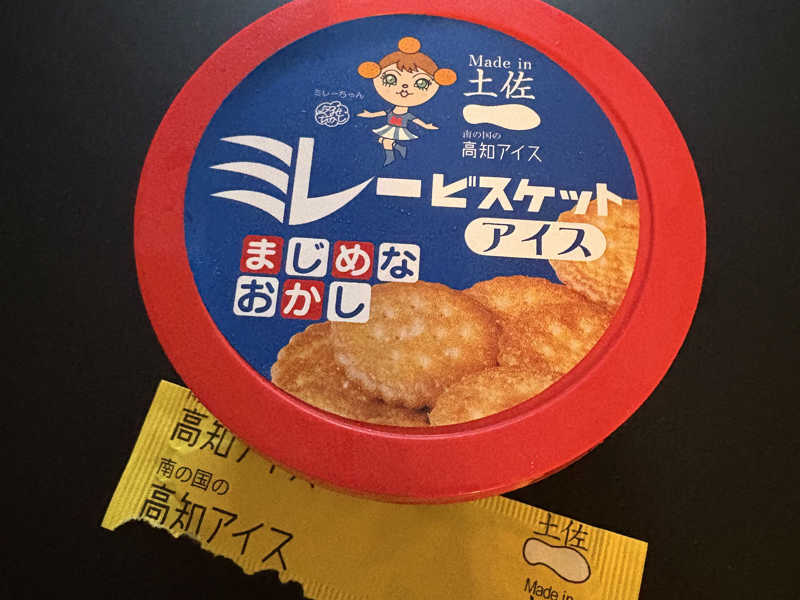 Made in
土佐
ミレーちゃん
南の国の
高知アイス
ミレービスケット
アイス
まじめな
おかし
高知アイス
南の国の
高知アイス
土佐
Made in